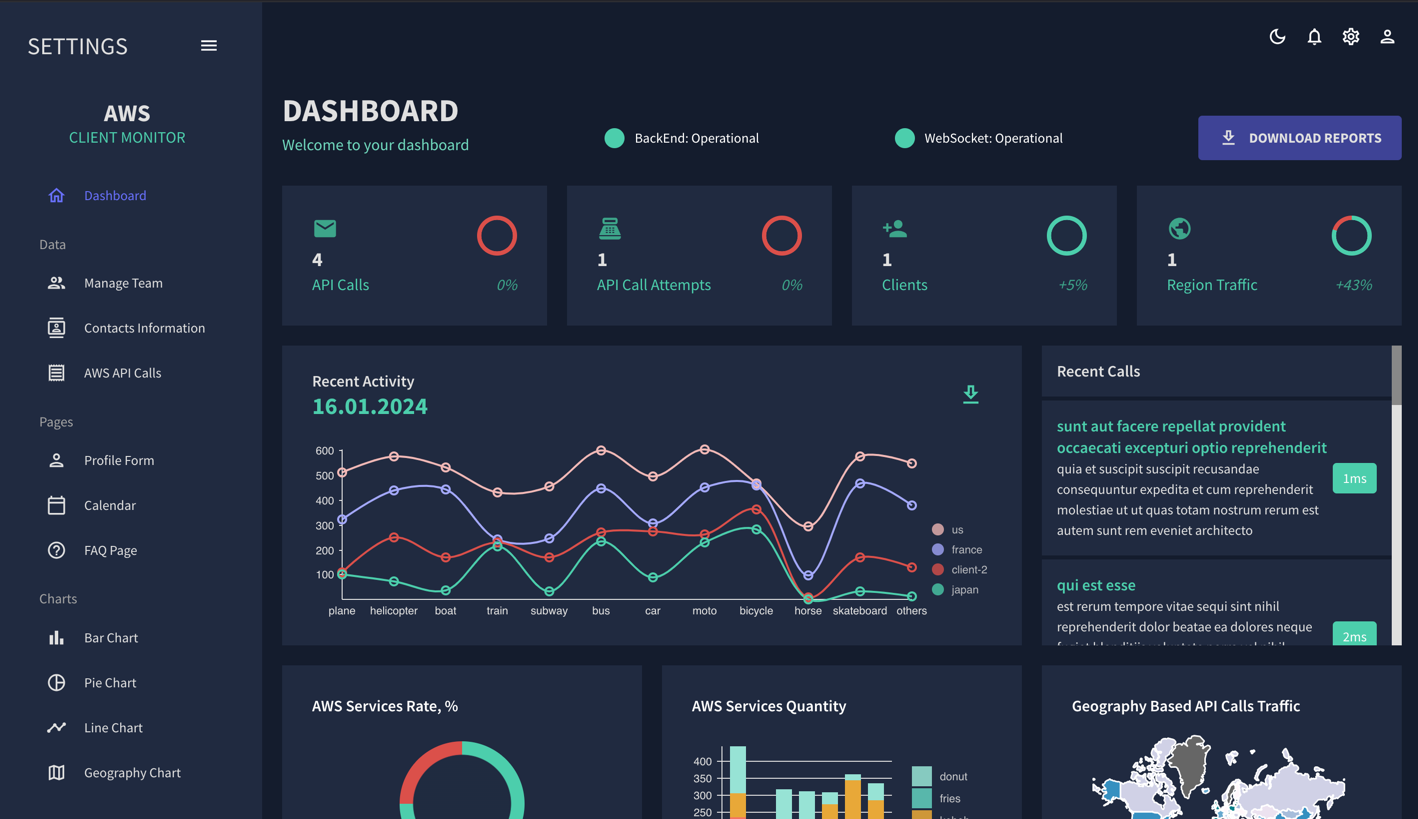 SETTINGS
AWS
CLIENT MONITOR
Dashboard
Data
Manage Team
Contacts Information
AWS API Calls
Pages
Profile Form
Calendar
FAQ Page
Charts
Bar Chart
Pie Chart
Line Chart
Geography Chart
DASHBOARD
Welcome to your dashboard
BackEnd: Operational
WebSocket: Operational
DOWNLOAD REPORTS
4
API Calls
0%
1
API Call Attempts
0%
1
Clients
+5%
1
Region Traffic
+43%
Recent Activity
16.01.2024
600
500
400
300
200
100
plane helicopter boat train subway bus car moto bicycle horse skateboard others
us
france
client-2
japan
Recent Calls
sunt aut facere repellat provident
occaecati excepturi optio reprehenderit
quia et suscipit suscipit recusandae
consequuntur expedita et cum reprehenderit
molestiae ut ut quas totam nostrum rerum est
autem sunt rem eveniet architecto
1ms
qui est esse
est rerum tempore vitae sequi sint nihil
reprehenderit dolor beatae ea dolores neque
2ms
AWS Services Rate, %
AWS Services Quantity
400
350
300
250
donut
fries
Geography Based API Calls Traffic